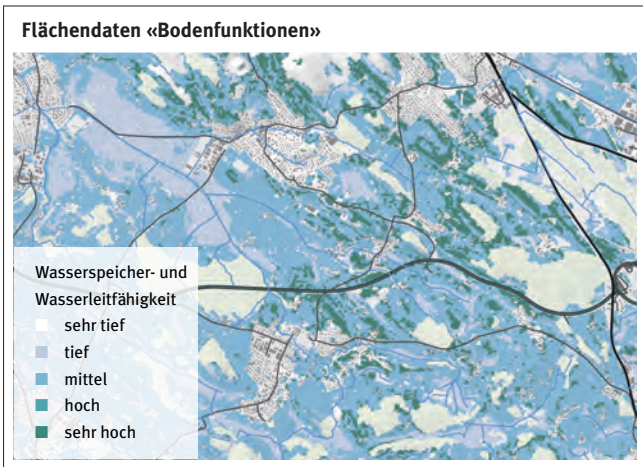 Flächendaten «Bodenfunktionen»
Wasserspeicher- und
Wasserleitfähigkeit
sehr tief
tief
mittel
hoch
sehr hoch